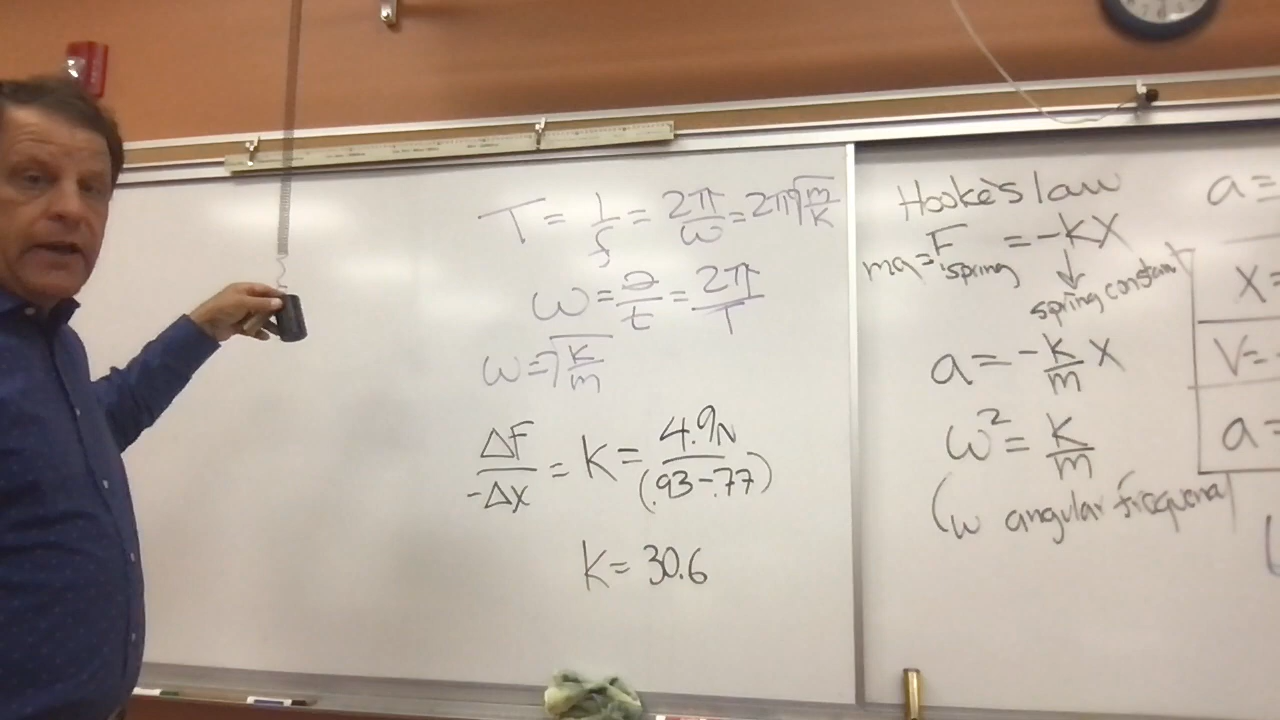 T = 1/f = 2π/ω = 2π√m/k
ω = θ/t = 2π/T
ω = √k/m
ΔF/-Δx = K = 4.9N/(.93-.77)
K = 30.6
Hooke's law
ma = F spring = -kx
spring constant
a = -k/m x
ω² = k/m
(ω angular frequency
a =
x =
V = -
a =